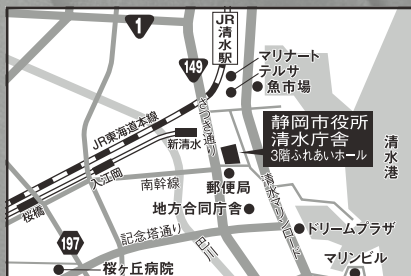 1
JR清水駅
149
マリナート
テルサ
魚市場
さつき通り
JR東海道本線
静岡市役所
清水庁舎
3階ふれあいホール
新清水
清水港
入江岡
南幹線
郵便局
清水マリンロード
桜橋
地方合同庁舎
記念塔通り
巴川
ドリームプラザ
197
桜ヶ丘病院
マリンビル